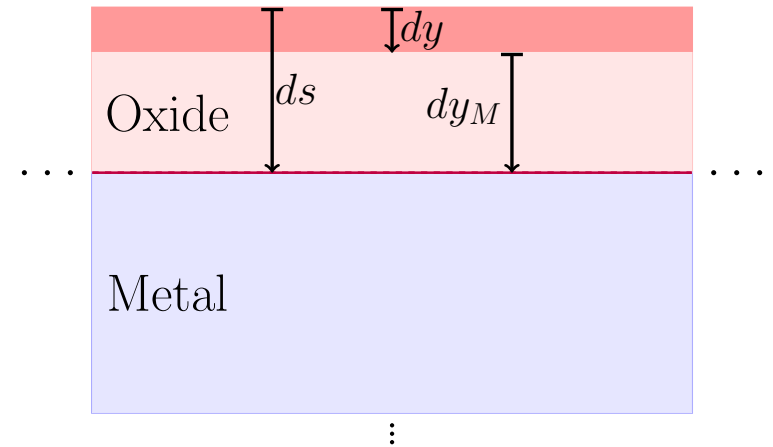 dy
ds
dy_M
Oxide
. . .
. . .
Metal
⋮